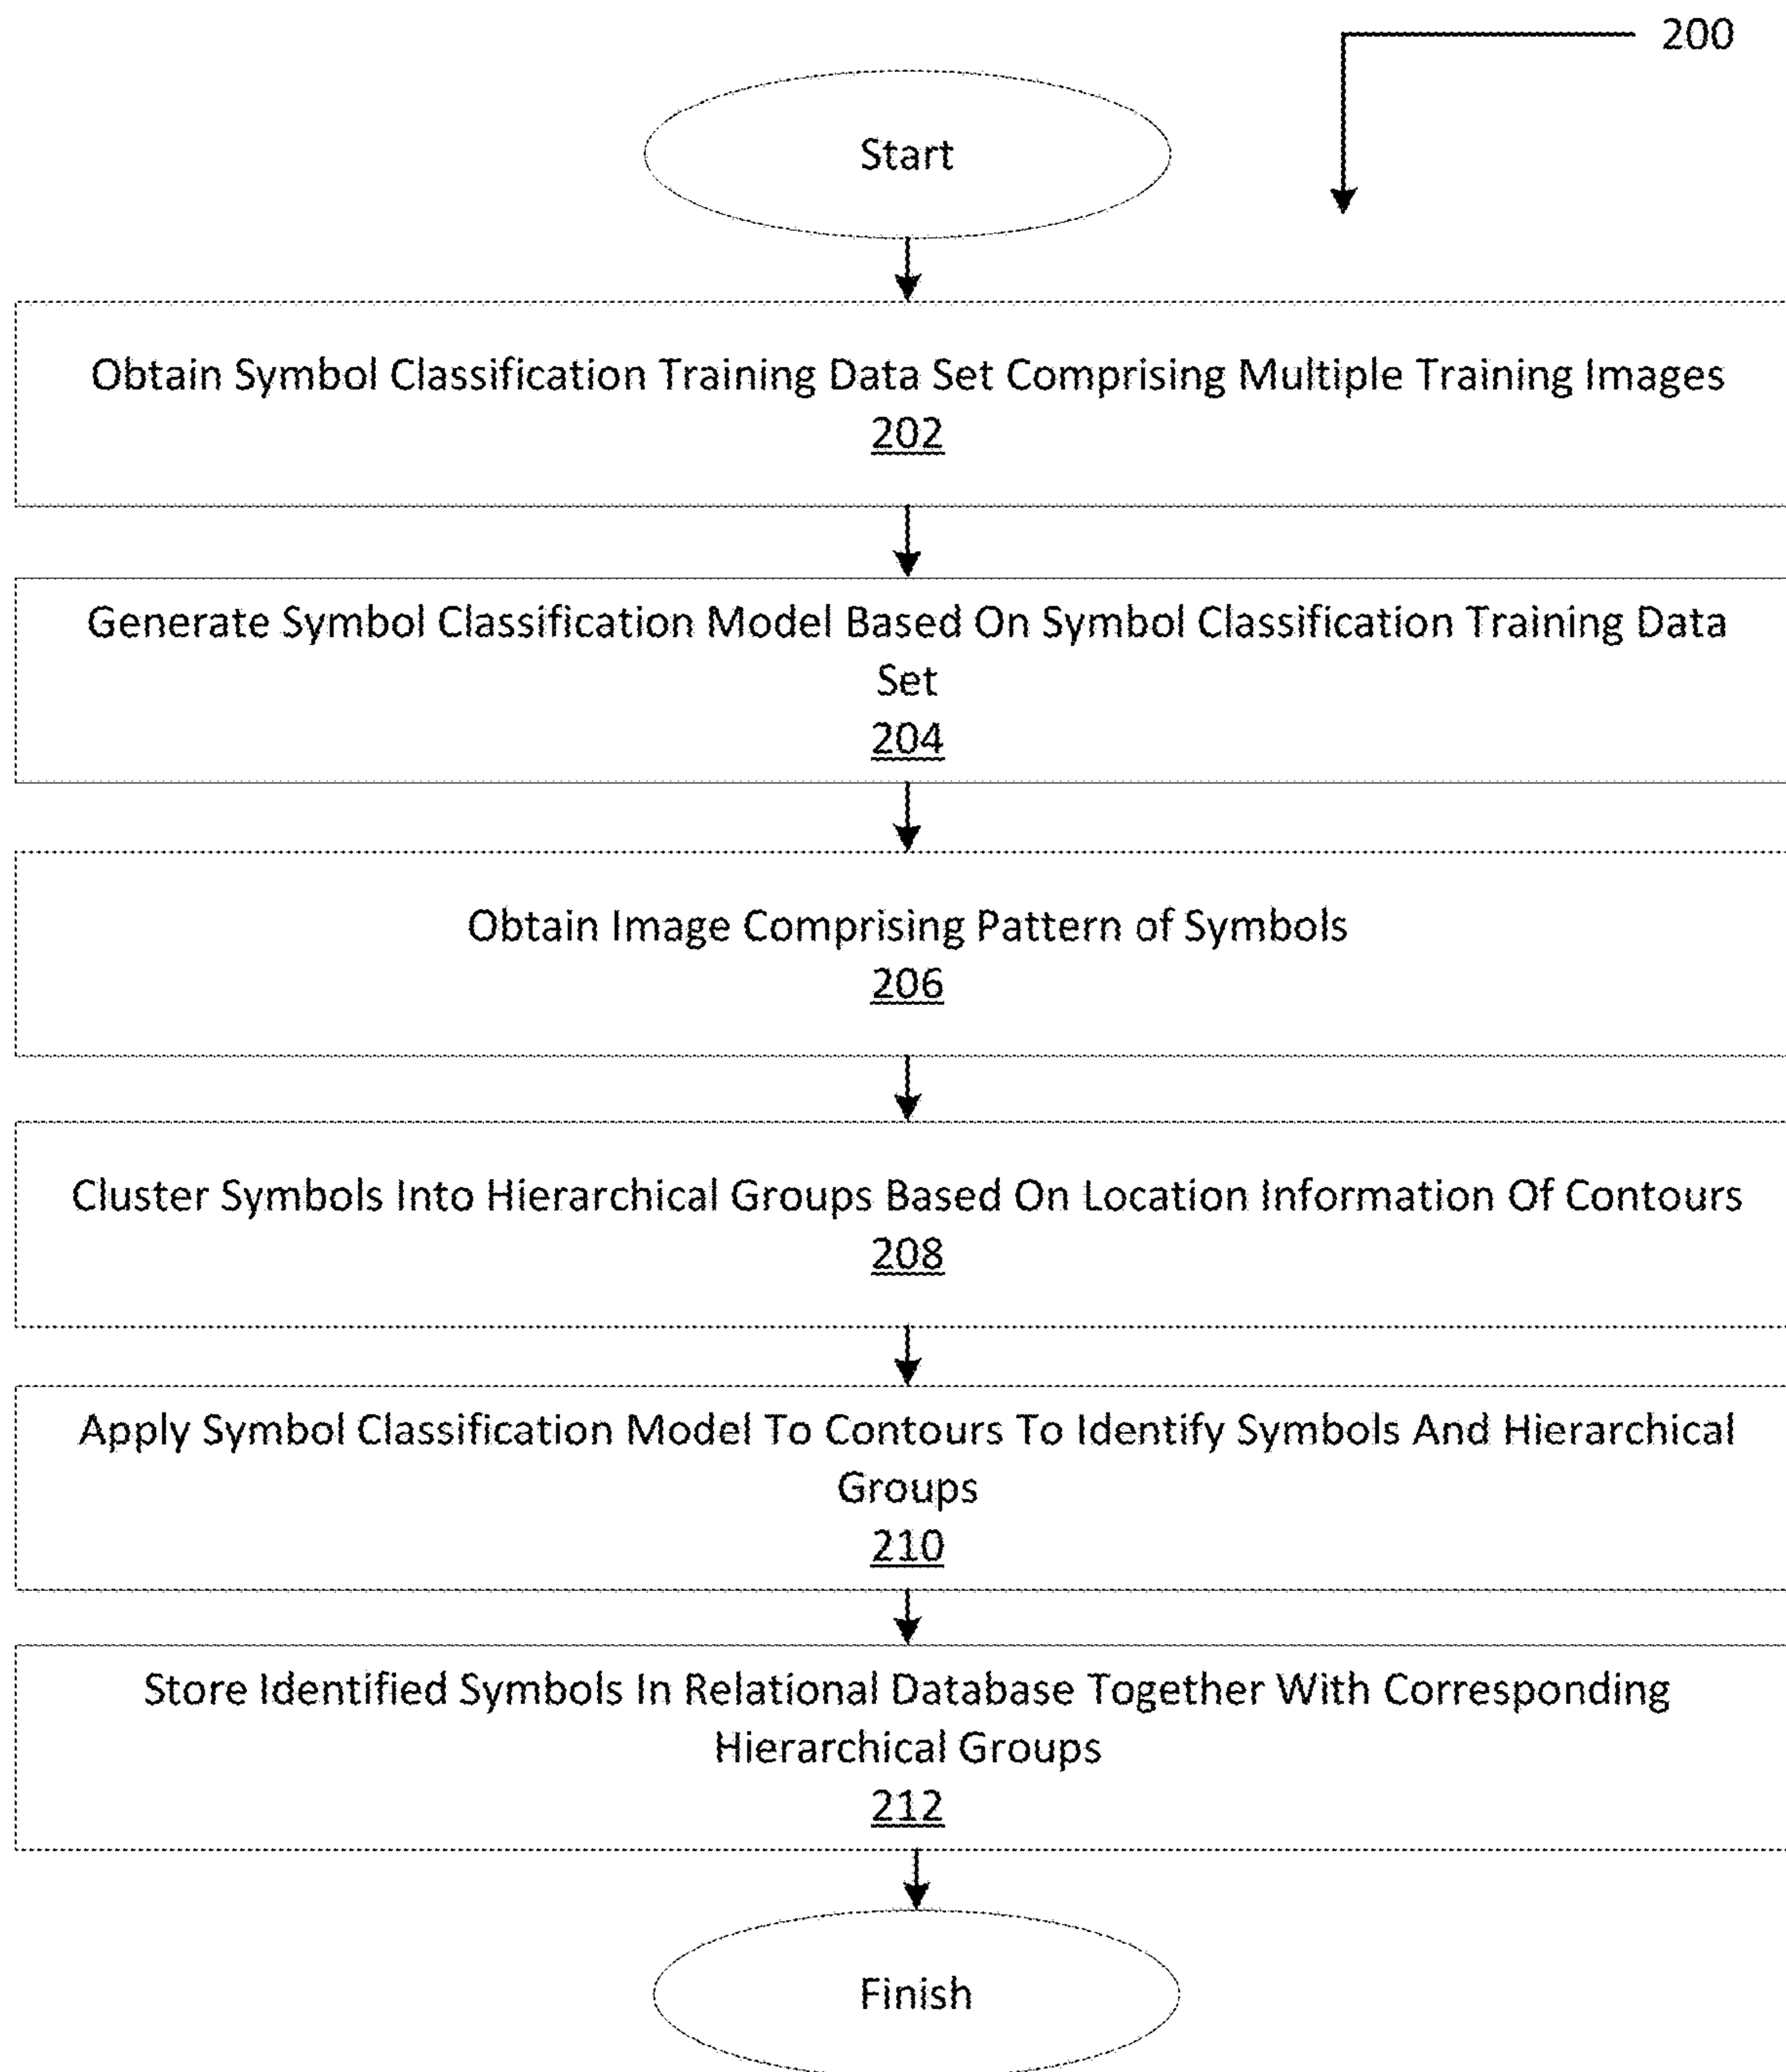 200
Start
Obtain Symbol Classification Training Data Set Comprising Multiple Training Images
202
Generate Symbol Classification Model Based On Symbol Classification Training Data
Set
204
Obtain Image Comprising Pattern of Symbols
206
Cluster Symbols Into Hierarchical Groups Based On Location Information Of Contours
208
Apply Symbol Classification Model To Contours To Identify Symbols And Hierarchical
Groups
210
Store Identified Symbols In Relational Database Together With Corresponding
Hierarchical Groups
212
Finish